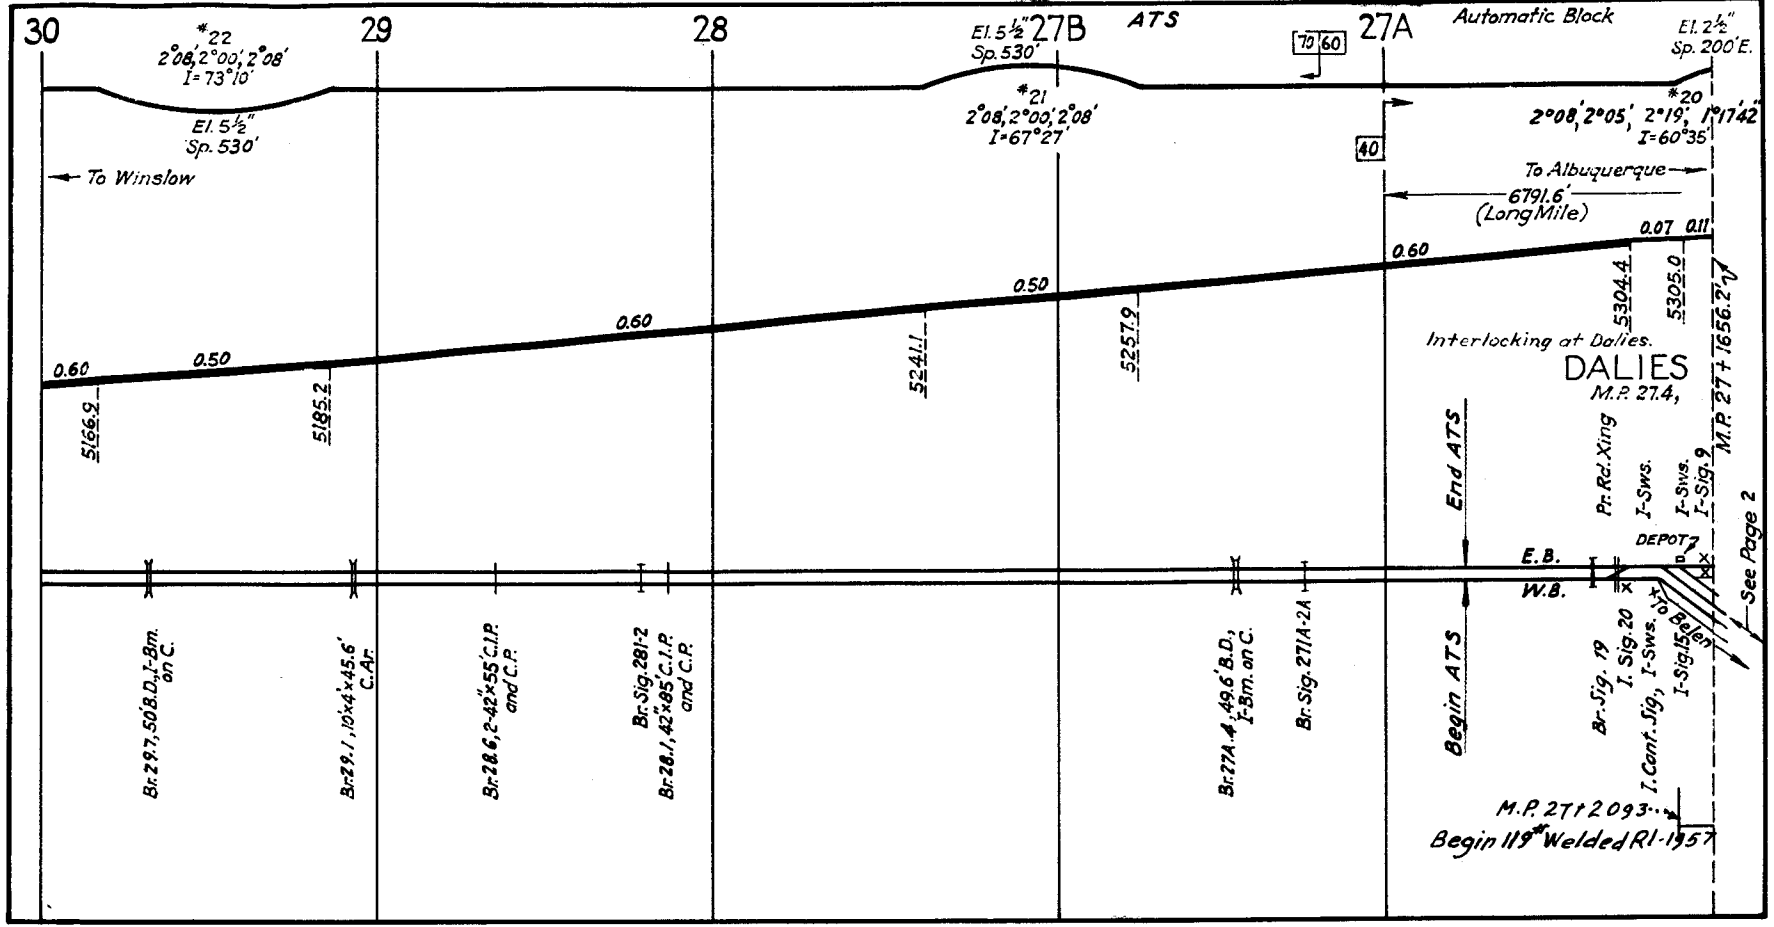 30
29
28
27B
ATS
27A
Automatic Block
#22
2°08',2°00',2°08'
I=73°10'
El. 5½"
Sp. 530'
El. 5½"
Sp. 530'
#21
2°08',2°00',2°08'
I=67°27'
70 60
40
El. 2½"
Sp. 200'E.
#20
2°08',2°05', 2°19', 1°17'42"
I=60°35'
To Winslow
To Albuquerque
6791.6'
(Long Mile)
0.60
0.50
0.60
0.50
0.60
0.07
0.11
5166.9
5185.2
5241.1
5257.9
5304.4
5305.0
M.P. 27+1656.2'
Interlocking at Dalies.
DALIES
M.P. 27.4,
End ATS
Pr. Rd. Xing
I-Sws.
I-Sws.
I-Sig. 9
DEPOT
See Page 2
E.B.
W.B.
To Belen
Br. 29.7, 50' B.D., I-Bm.
on C.
Br. 29.1, 10'x4'x45.6'
C. Ar.
Br. 28.6, 2-42"x55' C.I.P.
and C.P.
Br. Sig. 281-2
Br. 28.1, 42"x85' C.I.P.
and C.P.
Br. 27A.4, 49.6' B.D.,
I-Bm. on C.
Br. Sig. 271A-2A
Begin ATS
Br. Sig. 19
I. Sig. 20
I. Cant. Sig., I-Sws.
I-Sig. 15
M.P. 27+2093
Begin 119# Welded Rl-1957